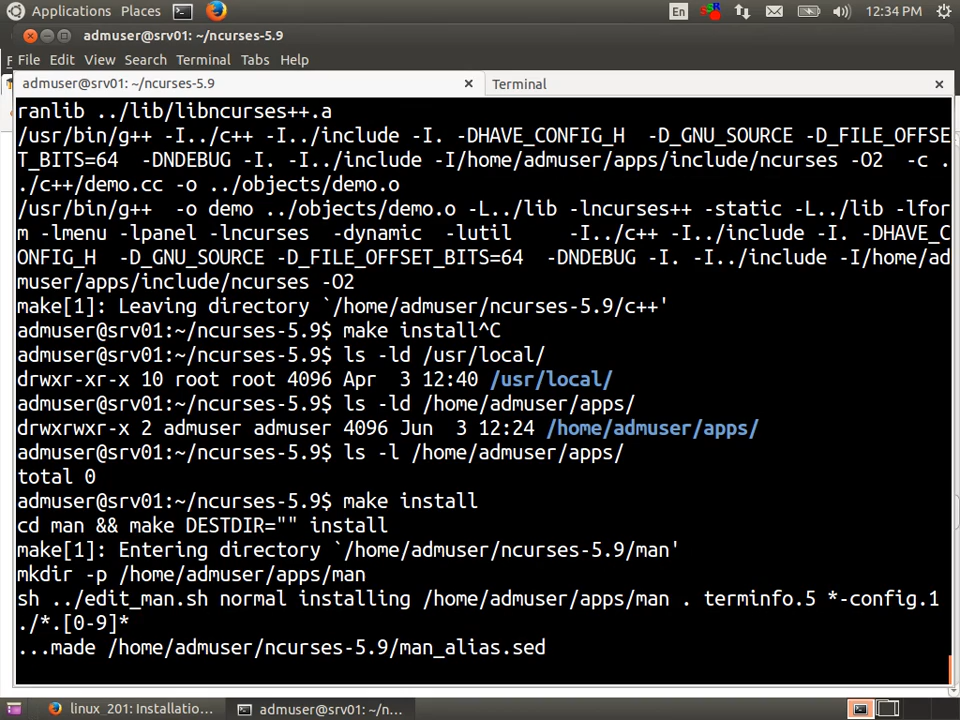 Applications Places En 12:34 PM
admuser@srv01: ~/ncurses-5.9
File Edit View Search Terminal Tabs Help
admuser@srv01: ~/ncurses-5.9 × Terminal ×
ranlib ../lib/libncurses++.a
/usr/bin/g++ -I../c++ -I../include -I. -DHAVE_CONFIG_H  -D_GNU_SOURCE -D_FILE_OFFSE
T_BITS=64  -DNDEBUG -I. -I../include -I/home/admuser/apps/include/ncurses -O2  -c .
./c++/demo.cc -o ../objects/demo.o
/usr/bin/g++  -o demo ../objects/demo.o -L../lib -lncurses++ -static -L../lib -lfor
m -lmenu -lpanel -lncurses  -dynamic  -lutil     -I../c++ -I../include -I. -DHAVE_C
ONFIG_H  -D_GNU_SOURCE -D_FILE_OFFSET_BITS=64  -DNDEBUG -I. -I../include -I/home/ad
muser/apps/include/ncurses -O2
make[1]: Leaving directory `/home/admuser/ncurses-5.9/c++'
admuser@srv01:~/ncurses-5.9$ make install^C
admuser@srv01:~/ncurses-5.9$ ls -ld /usr/local/
drwxr-xr-x 10 root root 4096 Apr  3 12:40 /usr/local/
admuser@srv01:~/ncurses-5.9$ ls -ld /home/admuser/apps/
drwxrwxr-x 2 admuser admuser 4096 Jun  3 12:24 /home/admuser/apps/
admuser@srv01:~/ncurses-5.9$ ls -l /home/admuser/apps/
total 0
admuser@srv01:~/ncurses-5.9$ make install
cd man && make DESTDIR="" install
make[1]: Entering directory `/home/admuser/ncurses-5.9/man'
mkdir -p /home/admuser/apps/man
sh ../edit_man.sh normal installing /home/admuser/apps/man . terminfo.5 *-config.1
./*.[0-9]*
...made /home/admuser/ncurses-5.9/man_alias.sed
linux_201: Installatio... admuser@srv01: ~/n...